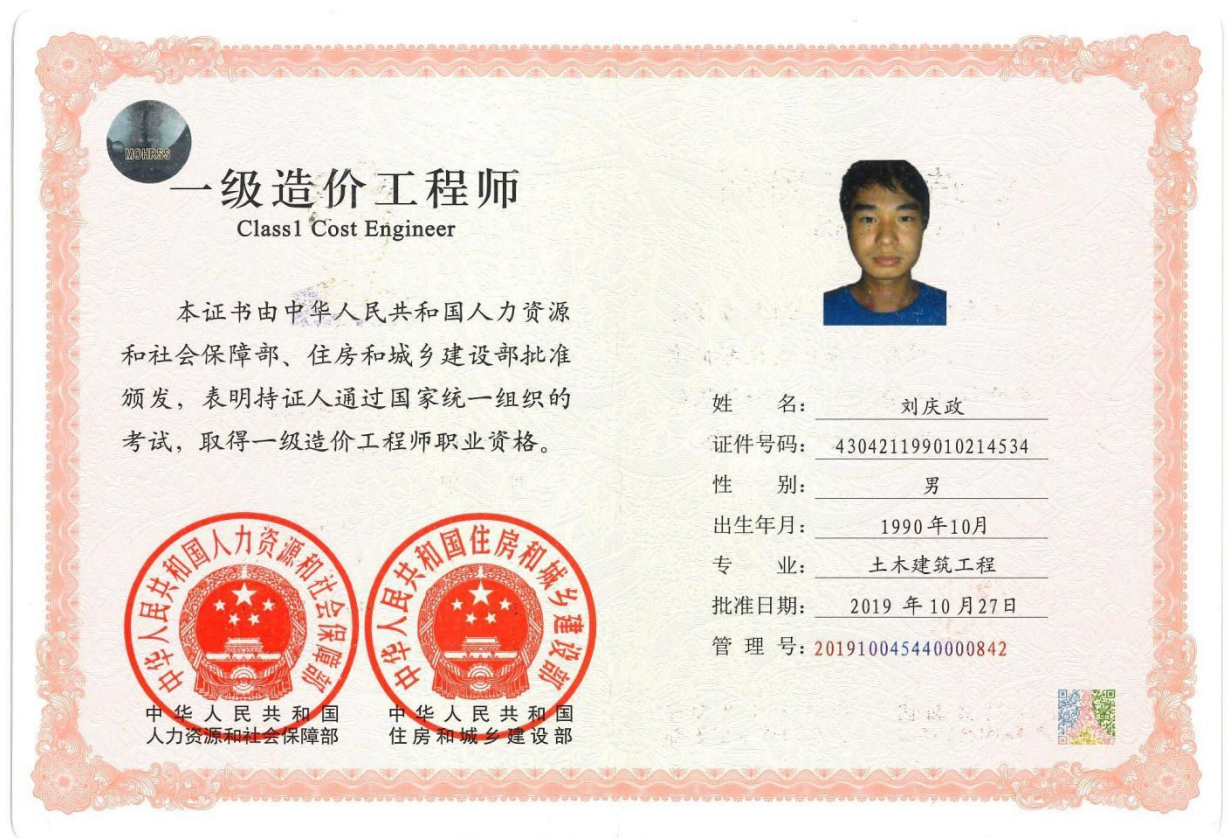 MOHRSS
一级造价工程师
Class1 Cost Engineer
本证书由中华人民共和国人力资源
和社会保障部、住房和城乡建设部批准
颁发，表明持证人通过国家统一组织的
考试，取得一级造价工程师职业资格。
中华人民共和国人力资源和社会保障部
中华人民共和国住房和城乡建设部
中华人民共和国
人力资源和社会保障部
中华人民共和国
住房和城乡建设部
姓 名：刘庆政
证件号码：430421199010214534
性 别：男
出生年月：1990年10月
专 业：土木建筑工程
批准日期：2019 年 10 月27日
管 理 号：201910045440000842